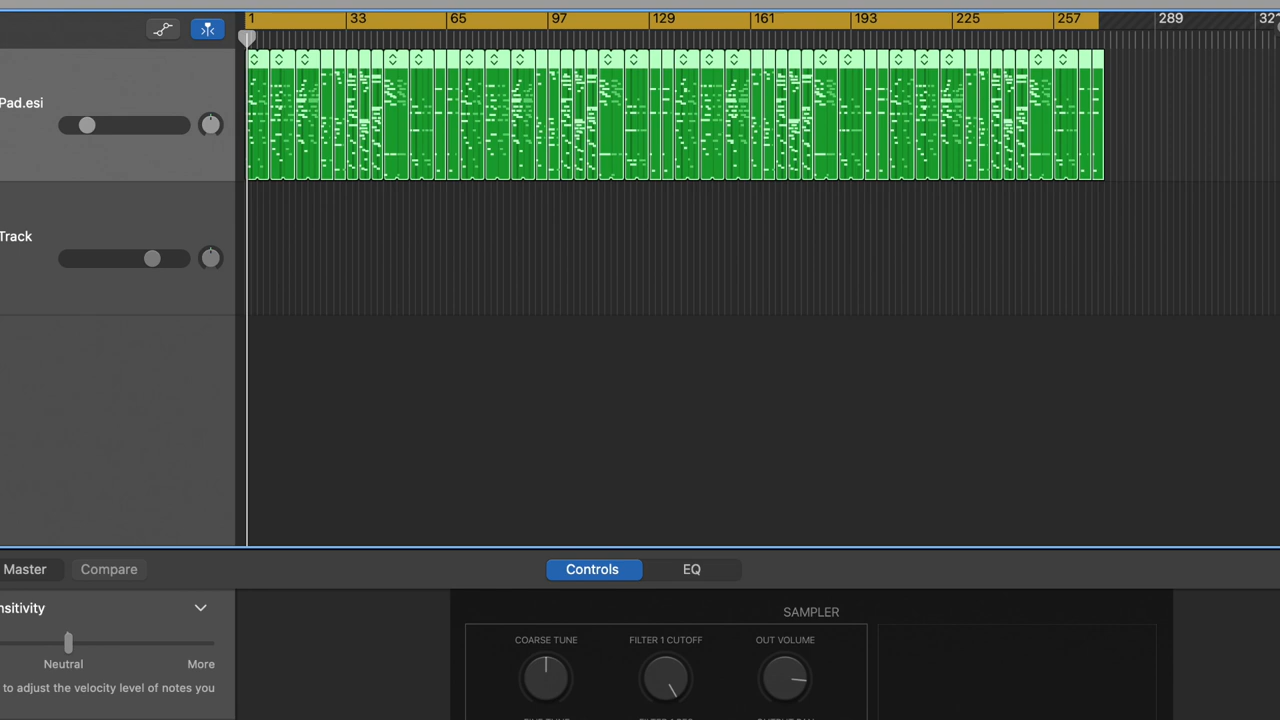 1 33 65 97 129 161 193 225 257 289
Pad.esi
Track
Master Compare Controls EQ
nsitivity
SAMPLER
COARSE TUNE FILTER 1 CUTOFF OUT VOLUME
Neutral More
to adjust the velocity level of notes you